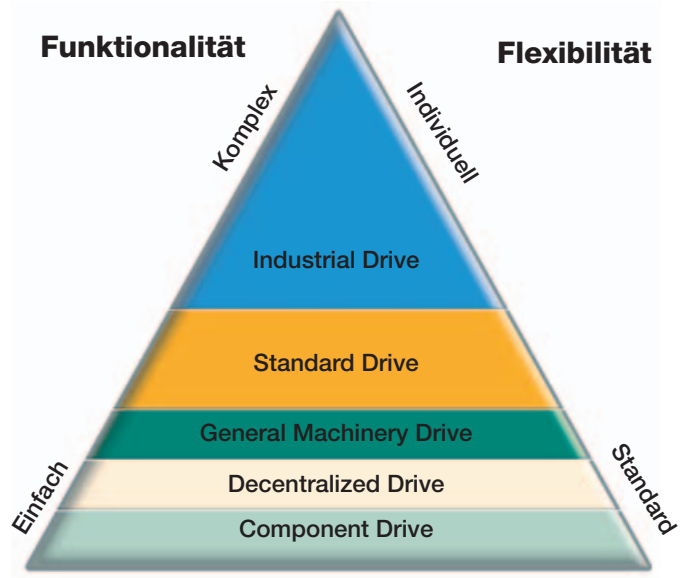 Funktionalität
Flexibilität
Komplex
Individuell
Industrial Drive
Standard Drive
General Machinery Drive
Decentralized Drive
Component Drive
Einfach
Standard